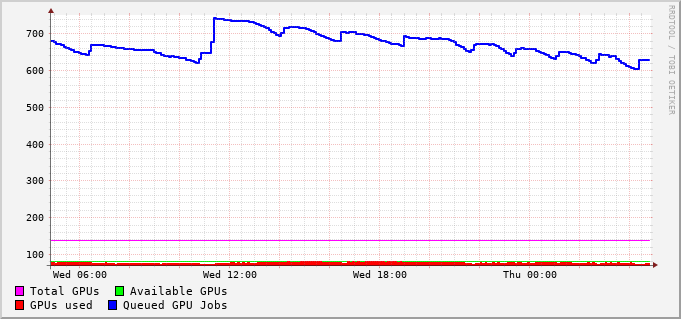 RRDTOOL / TOBI OETIKER
700
600
500
400
300
200
100
Wed 06:00 Wed 12:00 Wed 18:00 Thu 00:00
Total GPUs Available GPUs
GPUs used Queued GPU Jobs